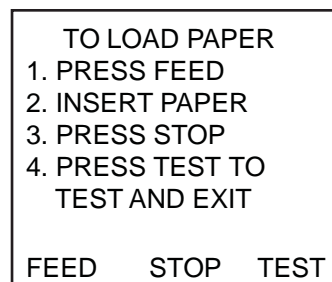 TO LOAD PAPER
1. PRESS FEED
2. INSERT PAPER
3. PRESS STOP
4. PRESS TEST TO
TEST AND EXIT
FEED STOP TEST